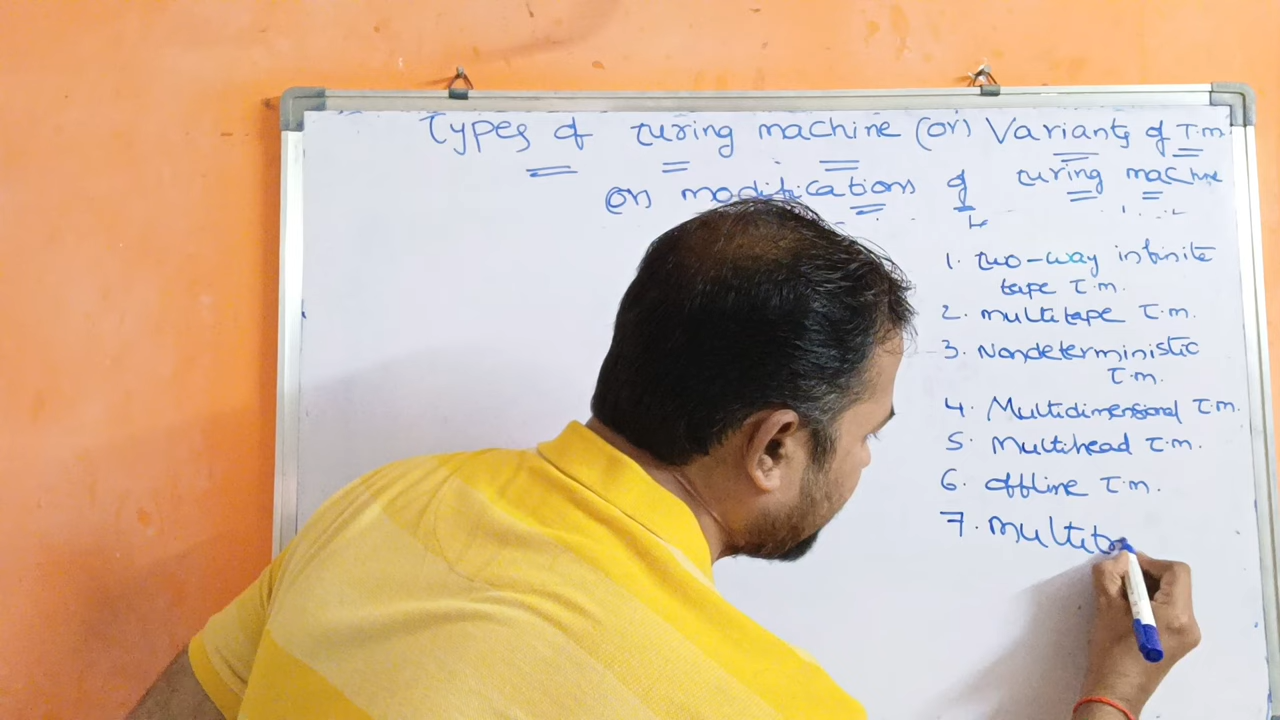 Types of Turing machine (or) Variants of T.m
(or) modifications of Turing machine
1. Two-way infinite
tape T.m.
2. multitape T.m.
3. Nondeterministic
T.m.
4. Multidimensional T.m.
5. Multihead T.m.
6. offline T.m.
7. multit